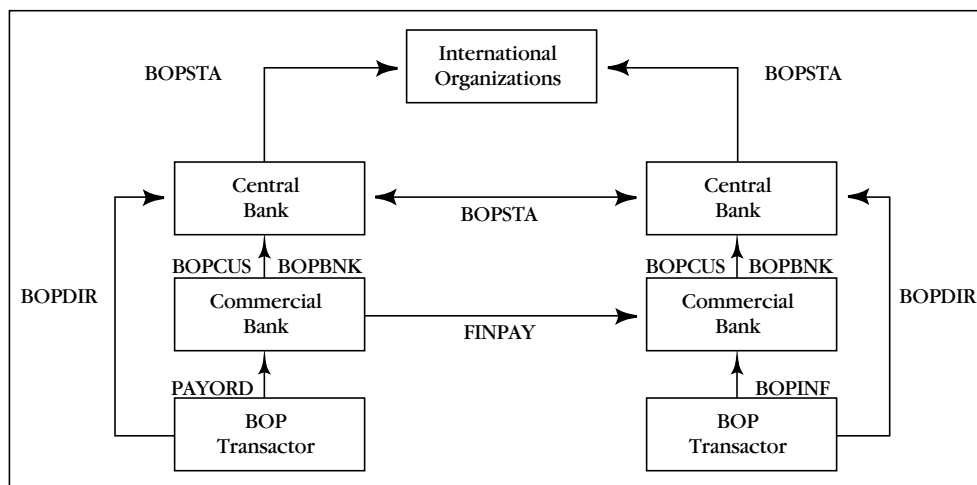 International
Organizations
BOPSTA
BOPSTA
Central
Bank
Central
Bank
BOPSTA
BOPCUS BOPBNK
BOPCUS BOPBNK
BOPDIR
BOPDIR
Commercial
Bank
Commercial
Bank
FINPAY
PAYORD
BOPINF
BOP
Transactor
BOP
Transactor